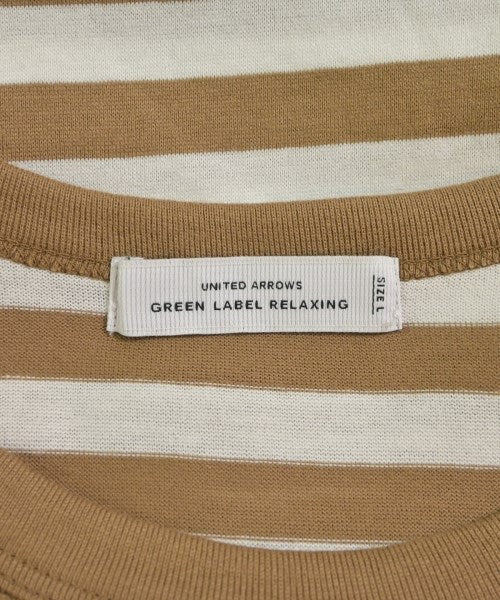 UNITED ARROWS
GREEN LABEL RELAXING
SIZE L